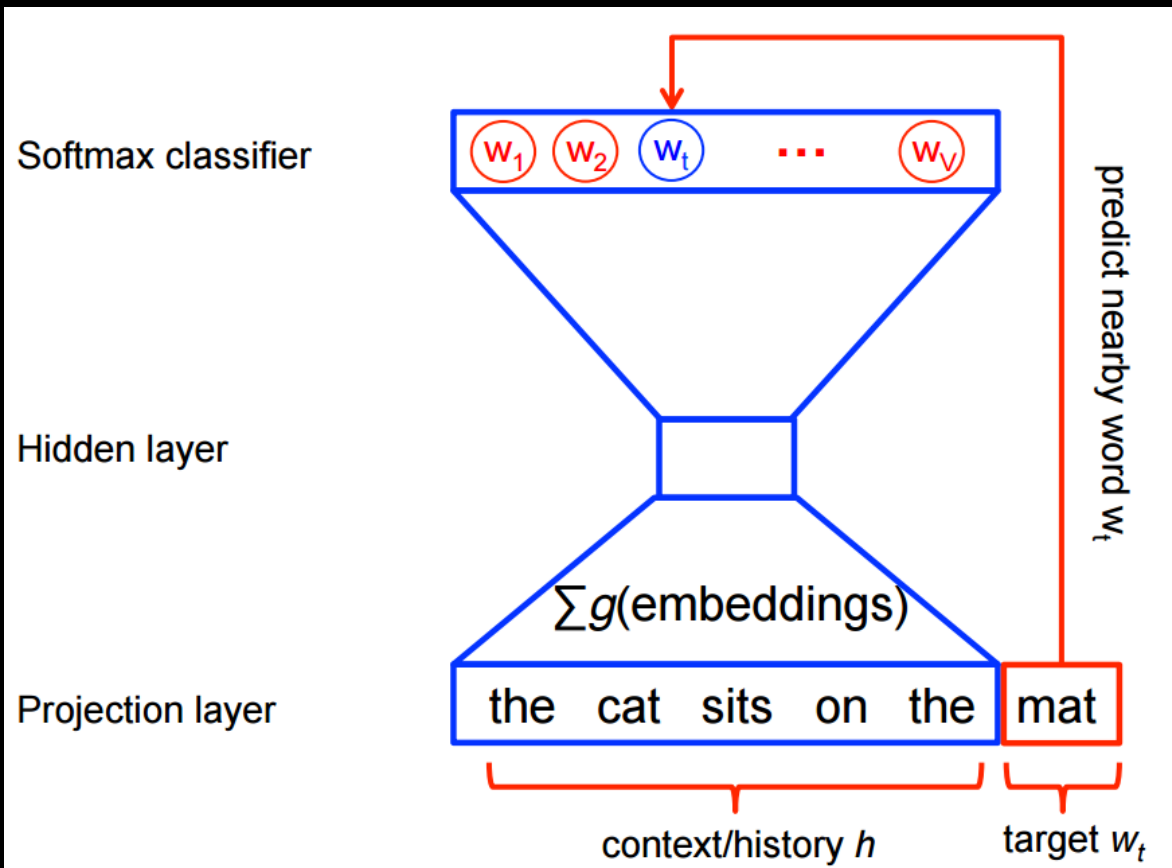 Softmax classifier
w1 w2 wt ... wV
predict nearby word wt
Hidden layer
∑g(embeddings)
Projection layer
the cat sits on the mat
context/history h
target wt